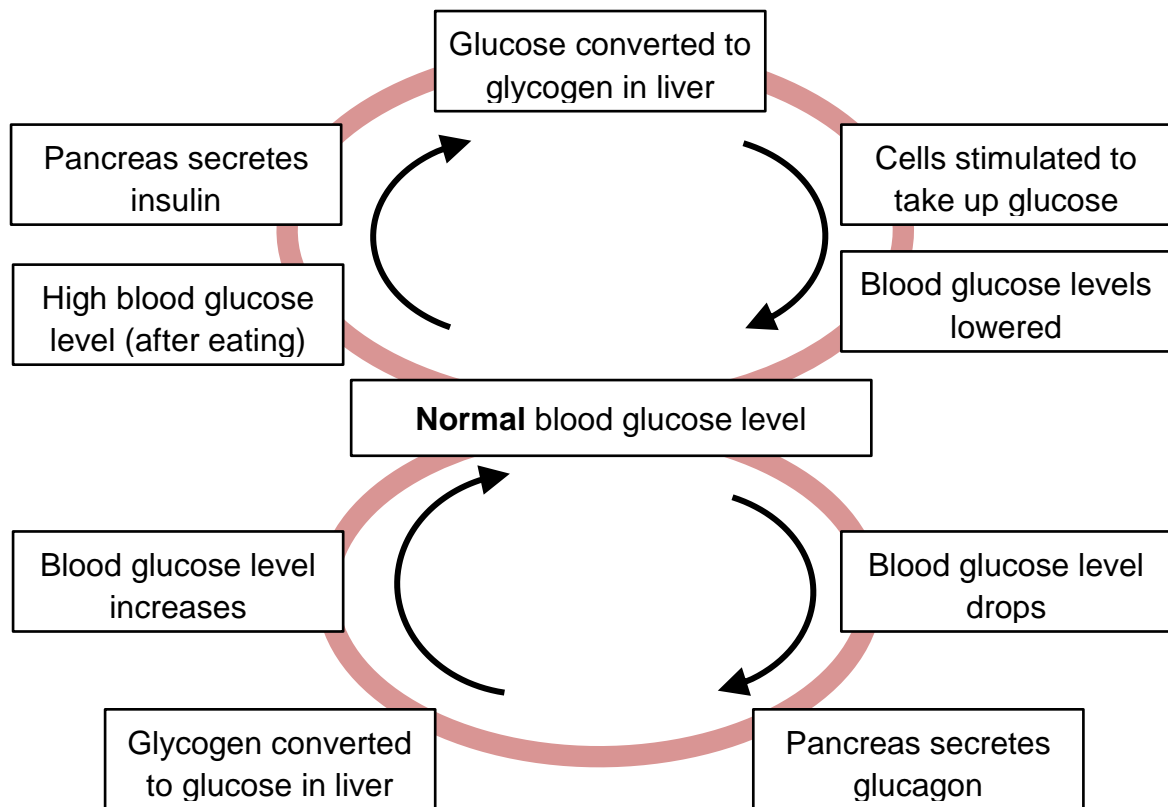 Glucose converted to
glycogen in liver
Pancreas secretes
insulin
Cells stimulated to
take up glucose
High blood glucose
level (after eating)
Blood glucose levels
lowered
Normal blood glucose level
Blood glucose level
increases
Blood glucose level
drops
Glycogen converted
to glucose in liver
Pancreas secretes
glucagon